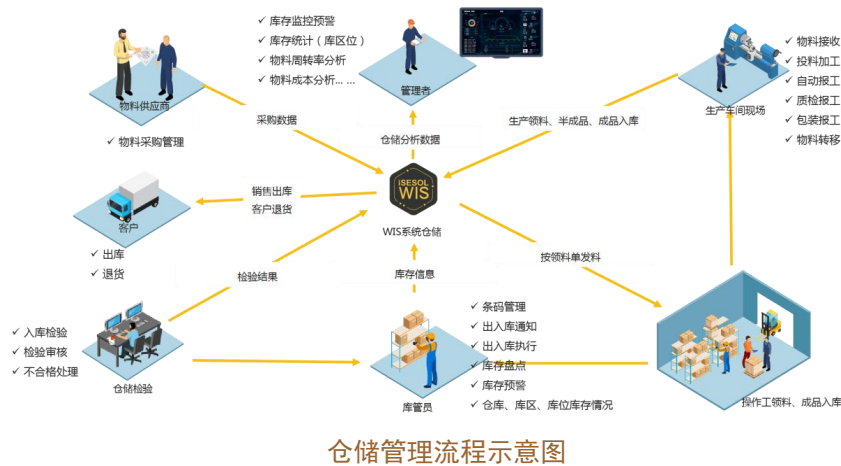 ✓ 库存监控预警
✓ 库存统计（库区位）
✓ 物料周转率分析
✓ 物料成本分析... ...
管理者
物料供应商
✓ 物料采购管理
✓ 物料接收
✓ 投料加工
✓ 自动报工
✓ 质检报工
✓ 包装报工
✓ 物料转移
生产车间现场
采购数据
仓储分析数据
生产领料、半成品、成品入库
iSESOL
WIS
WIS系统仓储
销售出库
客户退货
客户
✓ 出库
✓ 退货
检验结果
库存信息
按领料单发料
✓ 入库检验
✓ 检验审核
✓ 不合格处理
仓储检验
✓ 条码管理
✓ 出入库通知
✓ 出入库执行
✓ 库存盘点
✓ 库存预警
✓ 仓库、库区、库位库存情况
库管员
操作工领料、成品入库
仓储管理流程示意图